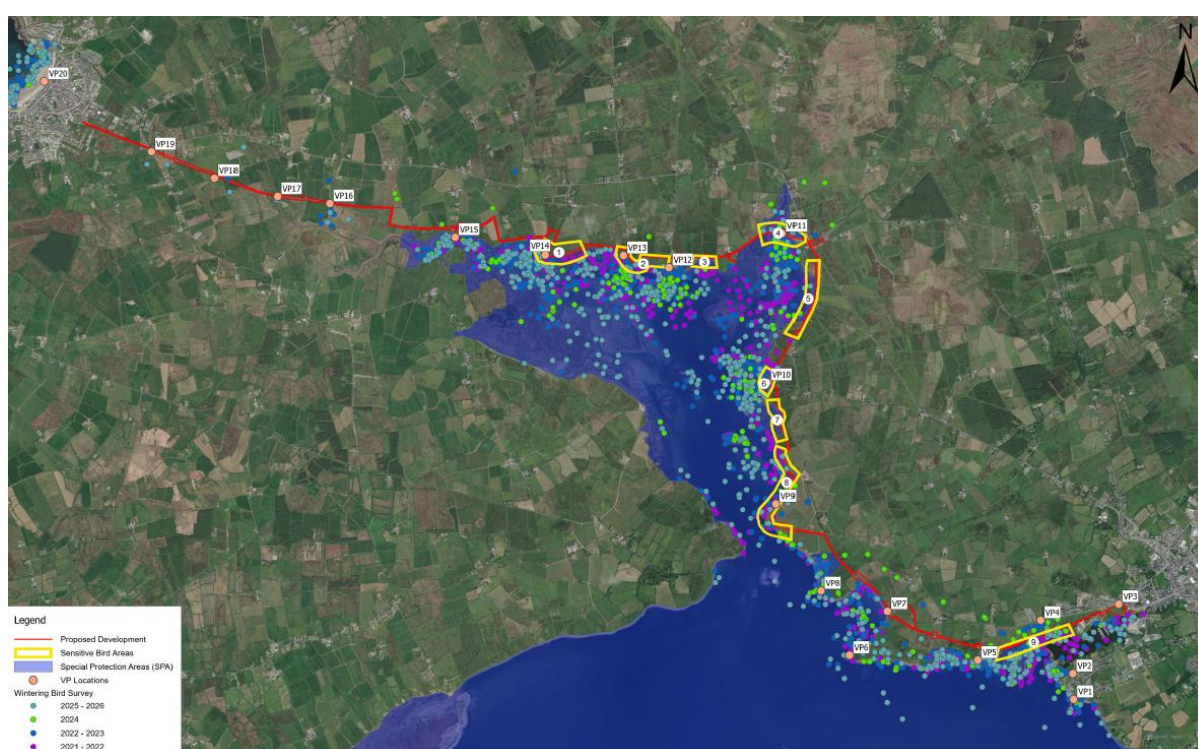 N
VP20
VP19
VP18
VP17
VP16
VP15
VP14
1
VP13
2
VP12
3
VP11
4
5
VP10
6
7
8
VP9
VP8
VP7
VP6
VP5
9
VP4
VP3
VP2
VP1
Legend
Proposed Development
Sensitive Bird Areas
Special Protection Areas (SPA)
VP Locations
Wintering Bird Survey
2025 - 2026
2024
2022 - 2023
2021 - 2022